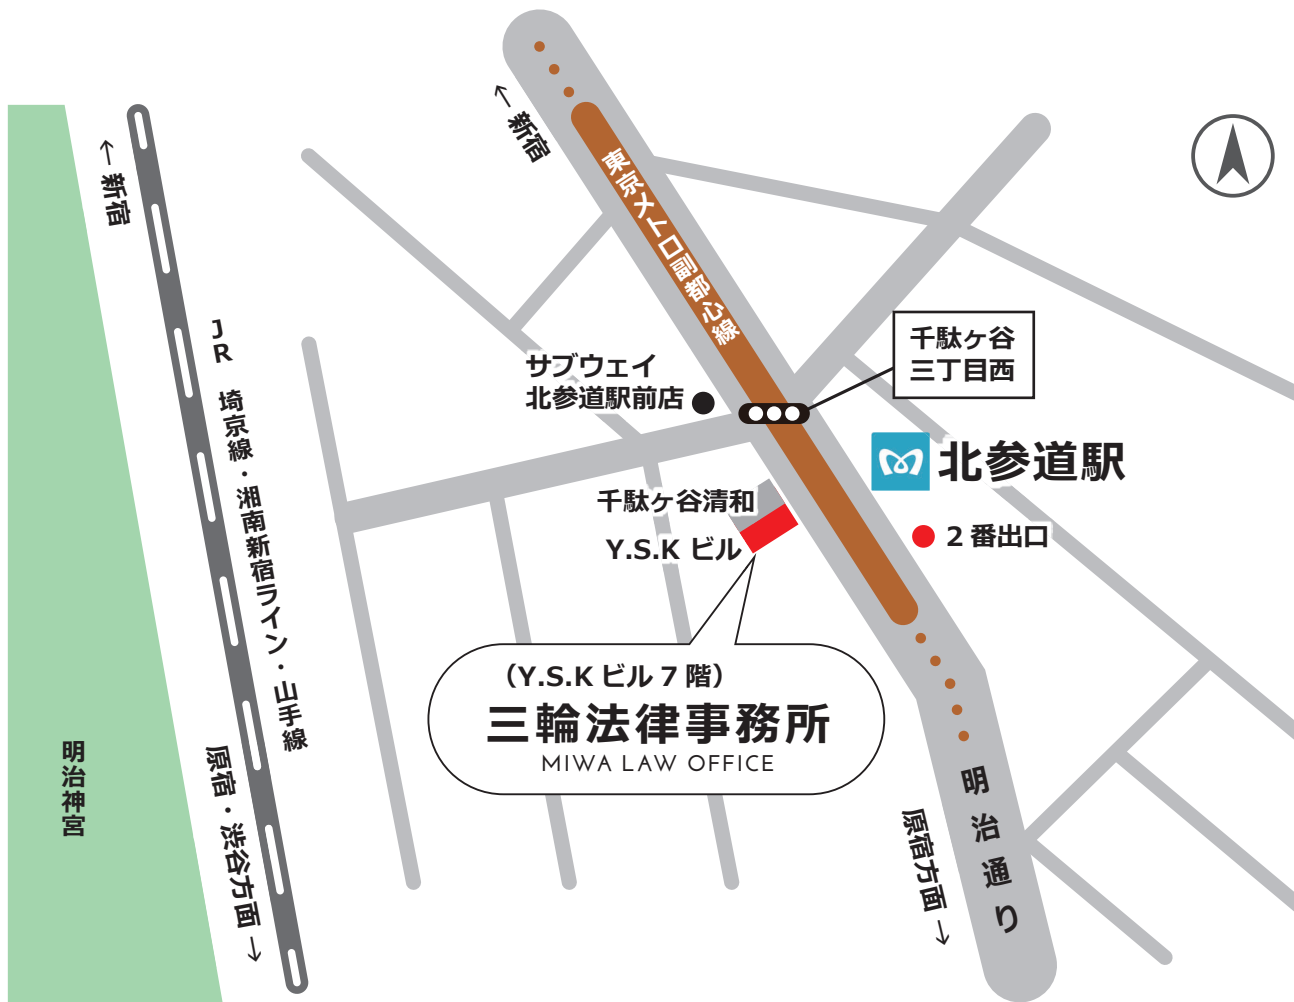 ← 新宿
東京メトロ副都心線
← 新宿
JR 埼京線・湘南新宿ライン・山手線
千駄ヶ谷
三丁目西
サブウェイ
北参道駅前店
北参道駅
2 番出口
千駄ヶ谷清和
Y.S.K ビル
(Y.S.K ビル 7 階)
三輪法律事務所
MIWA LAW OFFICE
明治神宮
原宿・渋谷方面 →
原宿方面 →
明治通り